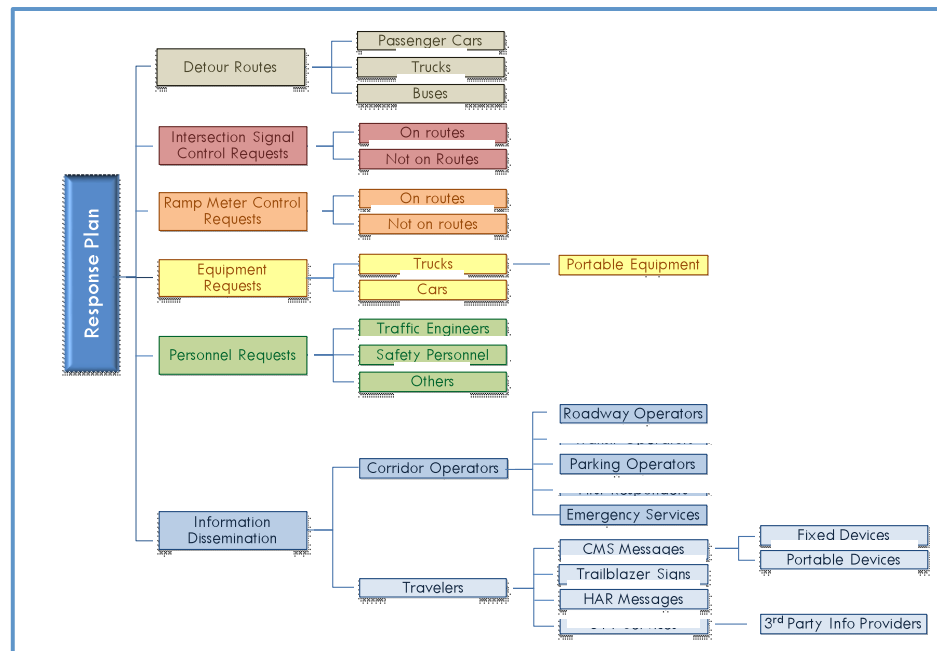 Response Plan
Detour Routes
Passenger Cars
Trucks
Buses
Intersection Signal
Control Requests
On routes
Not on Routes
Ramp Meter Control
Requests
On routes
Not on routes
Equipment
Requests
Trucks
Portable Equipment
Cars
Personnel Requests
Traffic Engineers
Safety Personnel
Others
Information
Dissemination
Corridor Operators
Roadway Operators
Parking Operators
Emergency Services
Travelers
CMS Messages
Fixed Devices
Portable Devices
Trailblazer Signs
HAR Messages
3rd Party Info Providers